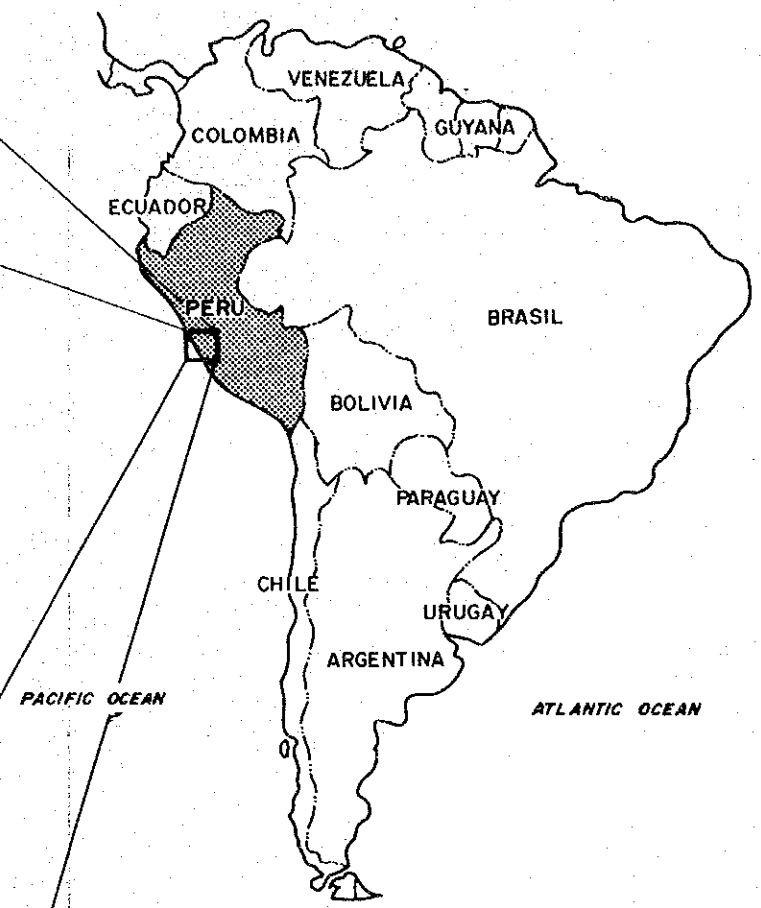 VENEZUELA
COLOMBIA
GUYANA
ECUADOR
PERU
BRASIL
BOLIVIA
PARAGUAY
CHILE
URUGAY
ARGENTINA
PACIFIC OCEAN
ATLANTIC OCEAN